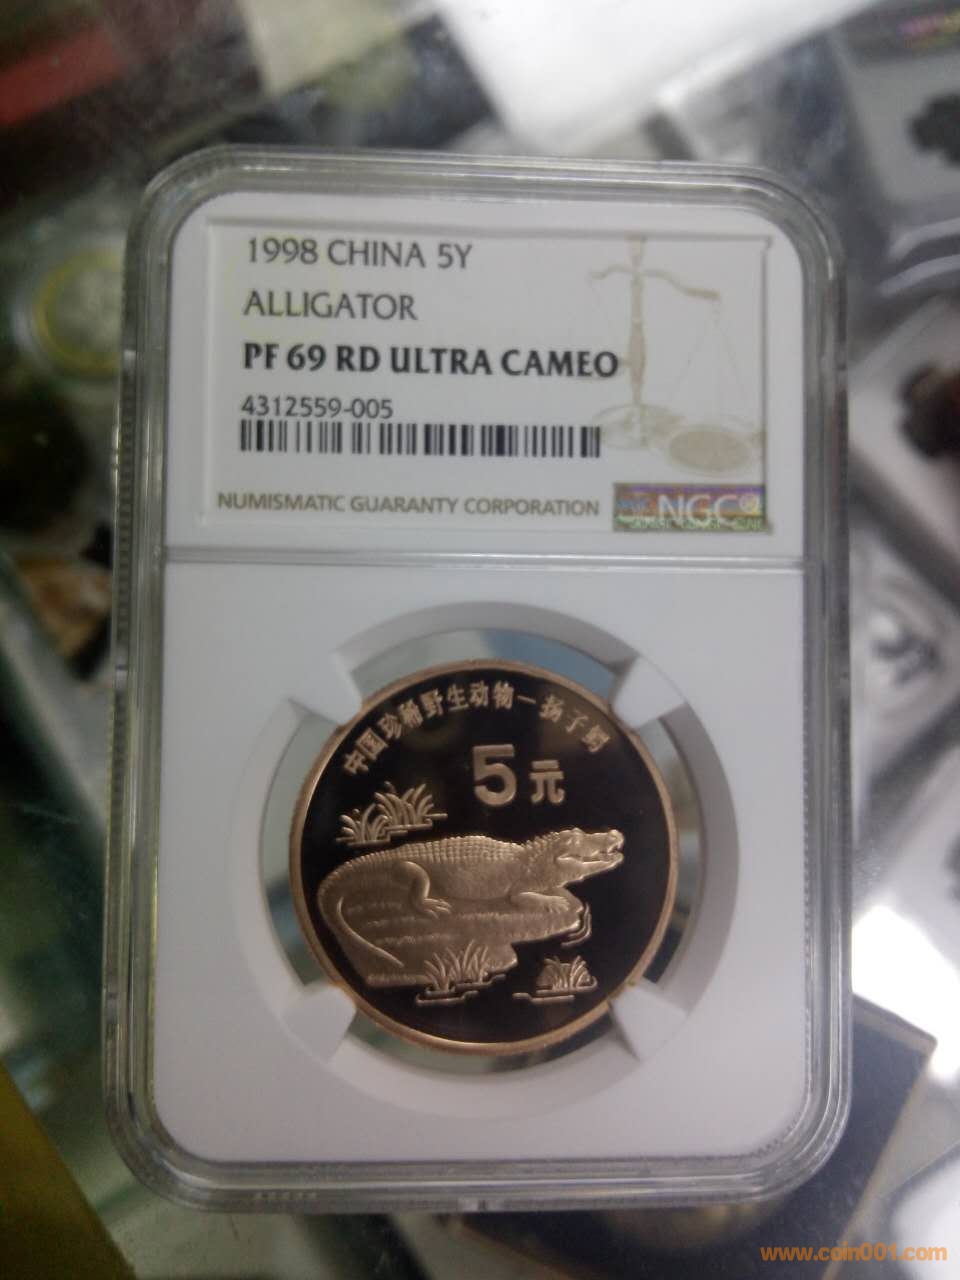 1998 CHINA 5Y
ALLIGATOR
PF 69 RD ULTRA CAMEO
4312559-005
NUMISMATIC GUARANTY CORPORATION
NGC
中国珍稀野生动物—扬子鳄
5元
www.coin001.com